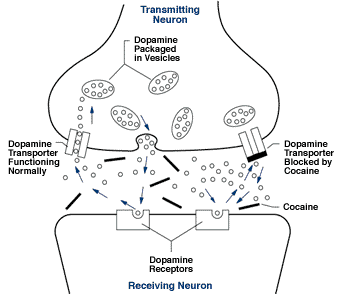 Transmitting
Neuron
Dopamine
Packaged
in Vesicles
Dopamine
Transporter
Functioning
Normally
Dopamine
Transporter
Blocked by
Cocaine
Cocaine
Dopamine
Receptors
Receiving Neuron